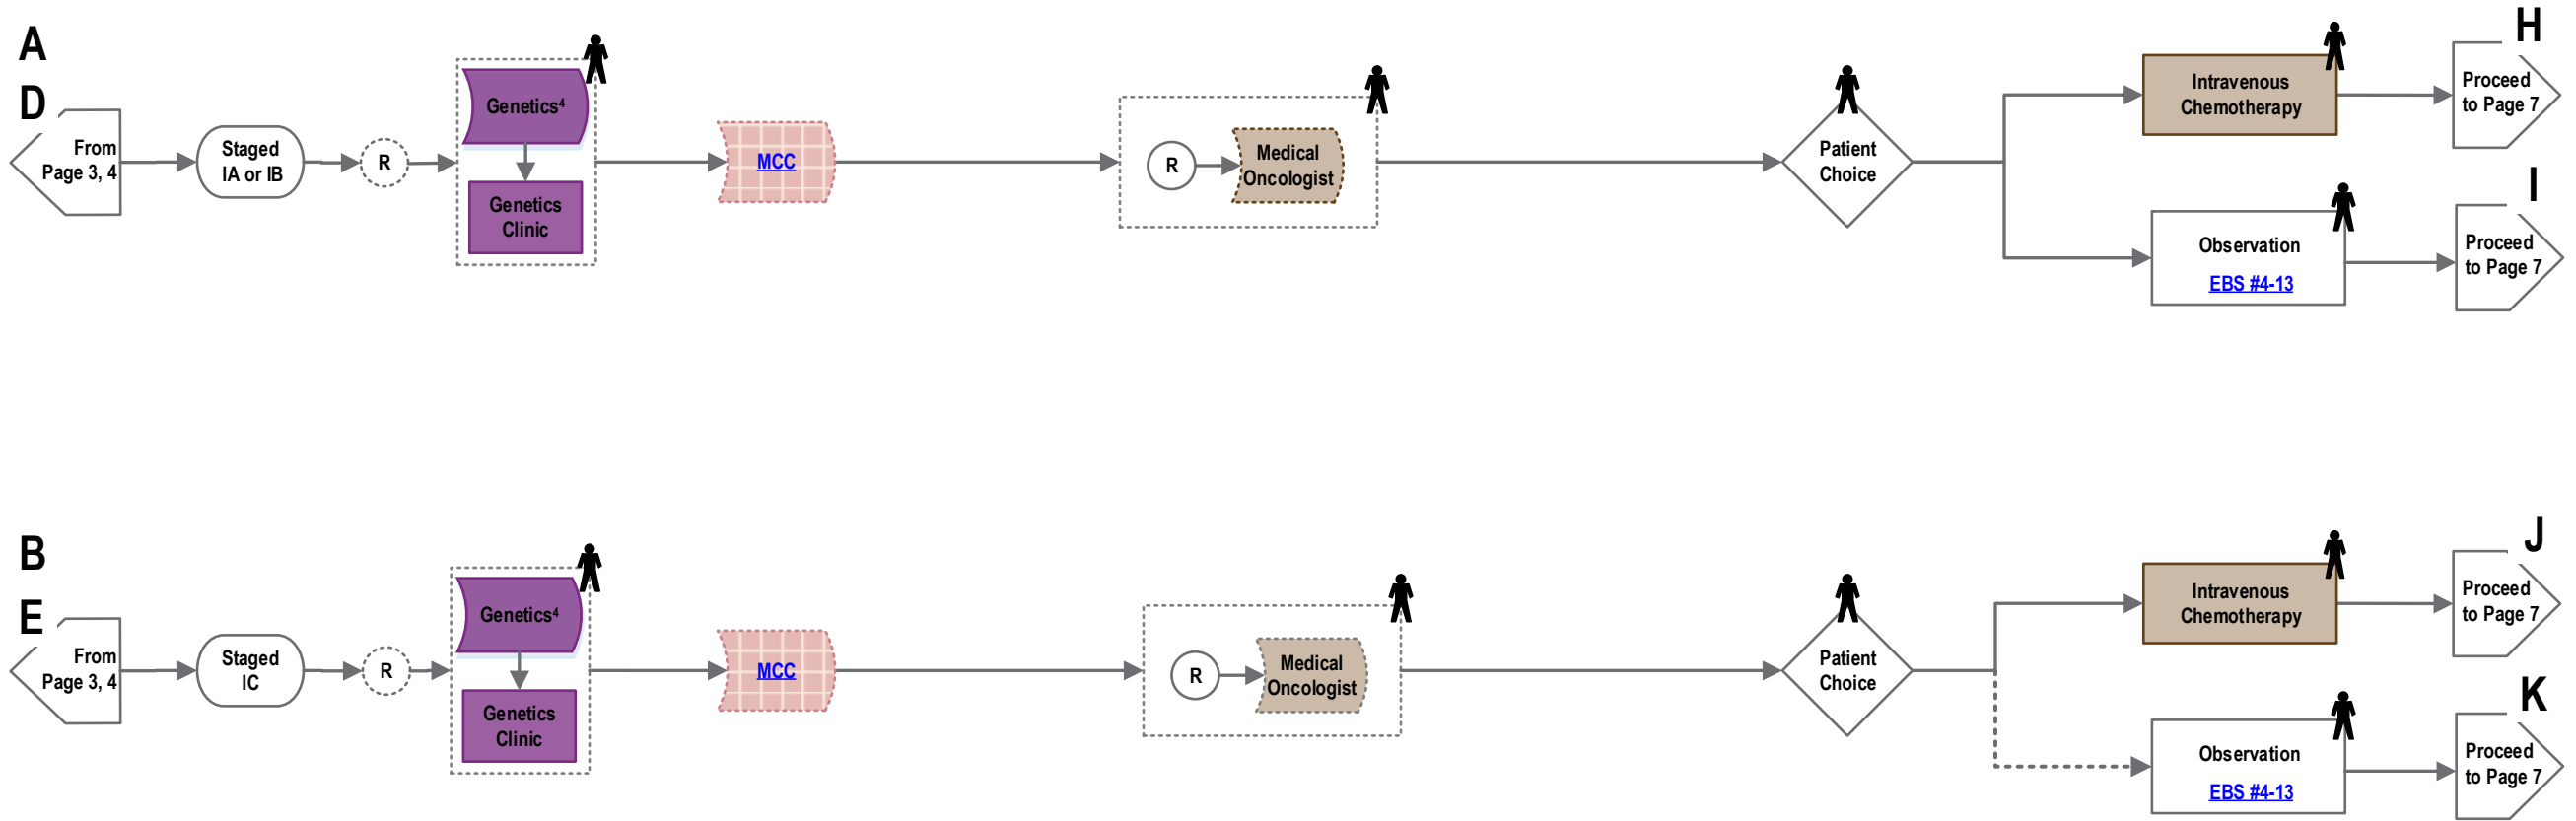 A
D
From
Page 3, 4
Staged
IA or IB
R
Genetics⁴
Genetics
Clinic
MCC
R
Medical
Oncologist
Patient
Choice
Intravenous
Chemotherapy
H
Proceed
to Page 7
Observation
EBS #4-13
I
Proceed
to Page 7
B
E
From
Page 3, 4
Staged
IC
R
Genetics⁴
Genetics
Clinic
MCC
R
Medical
Oncologist
Patient
Choice
Intravenous
Chemotherapy
J
Proceed
to Page 7
Observation
EBS #4-13
K
Proceed
to Page 7